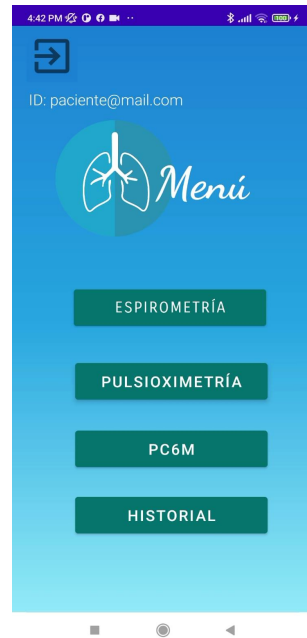 4:42 PM
100
ID: paciente@mail.com
Menú
ESPIROMETRÍA
PULSIOXIMETRÍA
PC6M
HISTORIAL